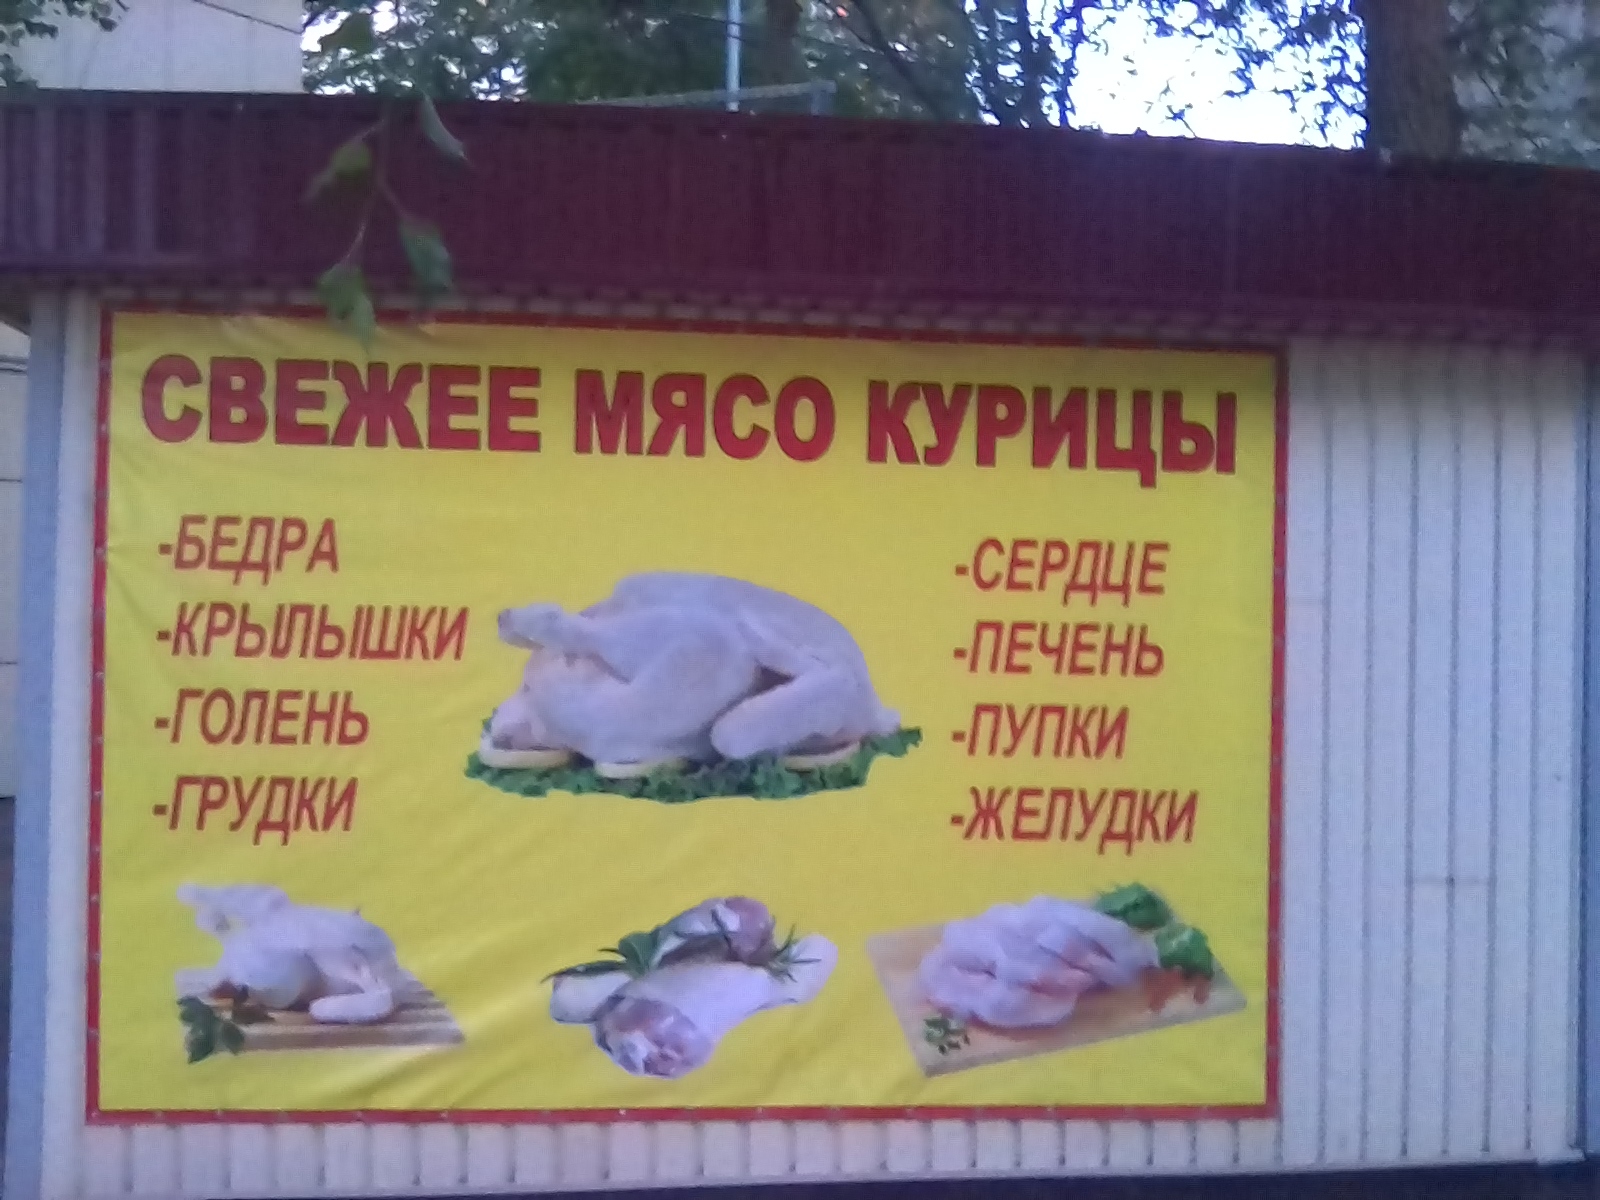 СВЕЖЕЕ МЯСО КУРИЦЫ
-БЕДРА
-КРЫЛЫШКИ
-ГОЛЕНЬ
-ГРУДКИ
-СЕРДЦЕ
-ПЕЧЕНЬ
-ПУПКИ
-ЖЕЛУДКИ